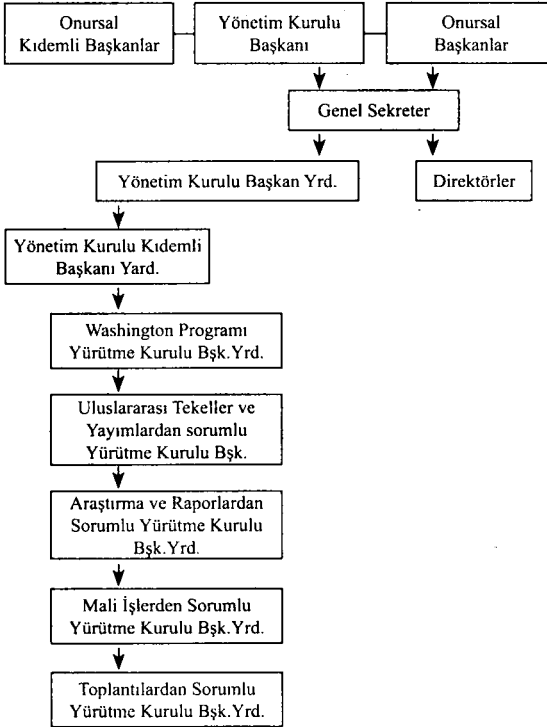 Onursal
Kıdemli Başkanlar
Yönetim Kurulu
Başkanı
Onursal
Başkanlar
Genel Sekreter
Yönetim Kurulu Başkan Yrd.
Direktörler
Yönetim Kurulu Kıdemli
Başkanı Yard.
Washington Programı
Yürütme Kurulu Bşk.Yrd.
Uluslararası Tekeller ve
Yayımlardan sorumlu
Yürütme Kurulu Bşk.
Araştırma ve Raporlardan
Sorumlu Yürütme Kurulu
Bşk.Yrd.
Mali İşlerden Sorumlu
Yürütme Kurulu Bşk.Yrd.
Toplantılardan Sorumlu
Yürütme Kurulu Bşk.Yrd.